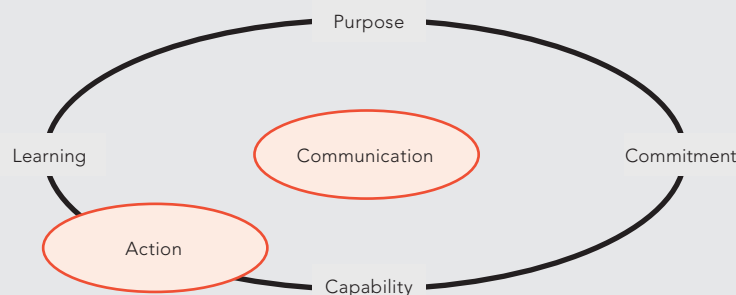 Purpose
Learning
Communication
Commitment
Action
Capability